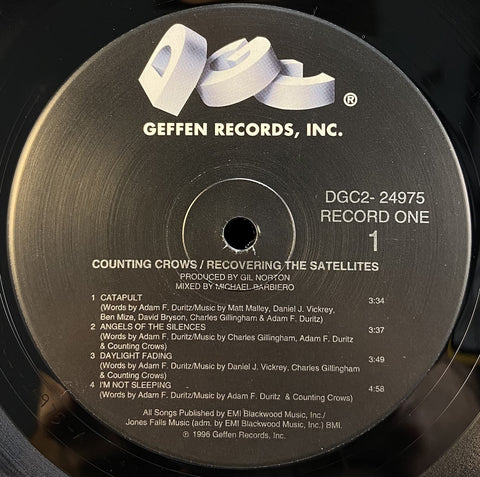 DGC
®
GEFFEN RECORDS, INC.
DGC2- 24975
RECORD ONE
1
COUNTING CROWS / RECOVERING THE SATELLITES
PRODUCED BY GIL NORTON
MIXED BY MICHAEL BARBIERO
1 CATAPULT 3:34
(Words by Adam F. Duritz/Music by Matt Malley, Daniel J. Vickrey,
Ben Mize, David Bryson, Charles Gillingham & Adam F. Duritz)
2 ANGELS OF THE SILENCES 3:37
(Words by Adam F. Duritz/Music by Charles Gillingham, Adam F. Duritz
& Counting Crows)
3 DAYLIGHT FADING 3:49
(Words by Adam F. Duritz/Music by Daniel J. Vickrey, Charles Gillingham
& Counting Crows)
4 I'M NOT SLEEPING 4:58
(Words by Adam F. Duritz/Music by Adam F. Duritz & Counting Crows)
All Songs Published by EMI Blackwood Music, Inc./
Jones Falls Music (adm. by EMI Blackwood Music, Inc.) BMI.
℗ 1996 Geffen Records, Inc.